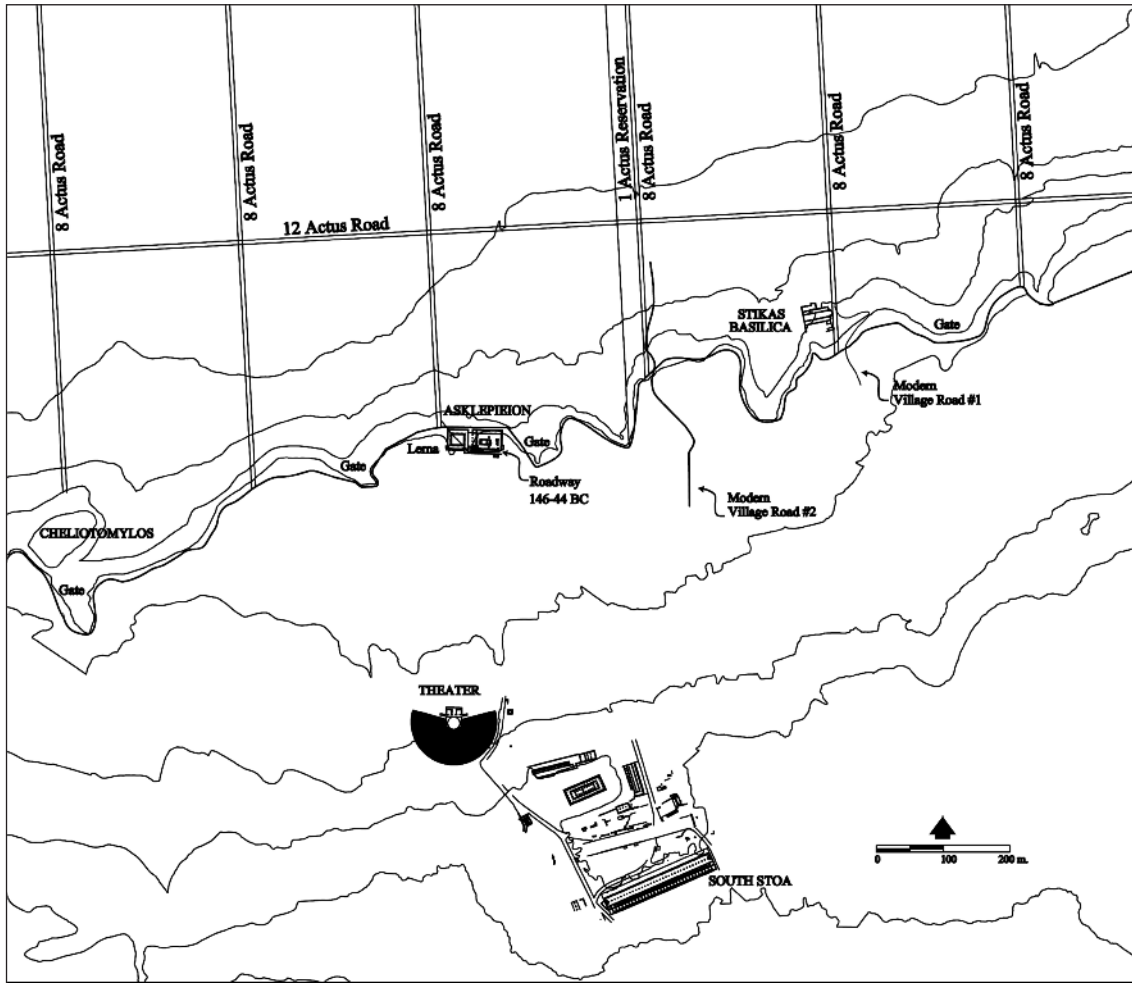 8 Actus Road
8 Actus Road
8 Actus Road
1 Actus Reservation
8 Actus Road
8 Actus Road
8 Actus Road
12 Actus Road
STIKAS
BASILICA
Gate
Modern
Village Road #1
ASKLEPIEION
Lerna
Gate
Gate
Roadway
146-44 BC
Modern
Village Road #2
CHELIOTOMYLOS
Gate
THEATER
SOUTH STOA
0 100 200 m.